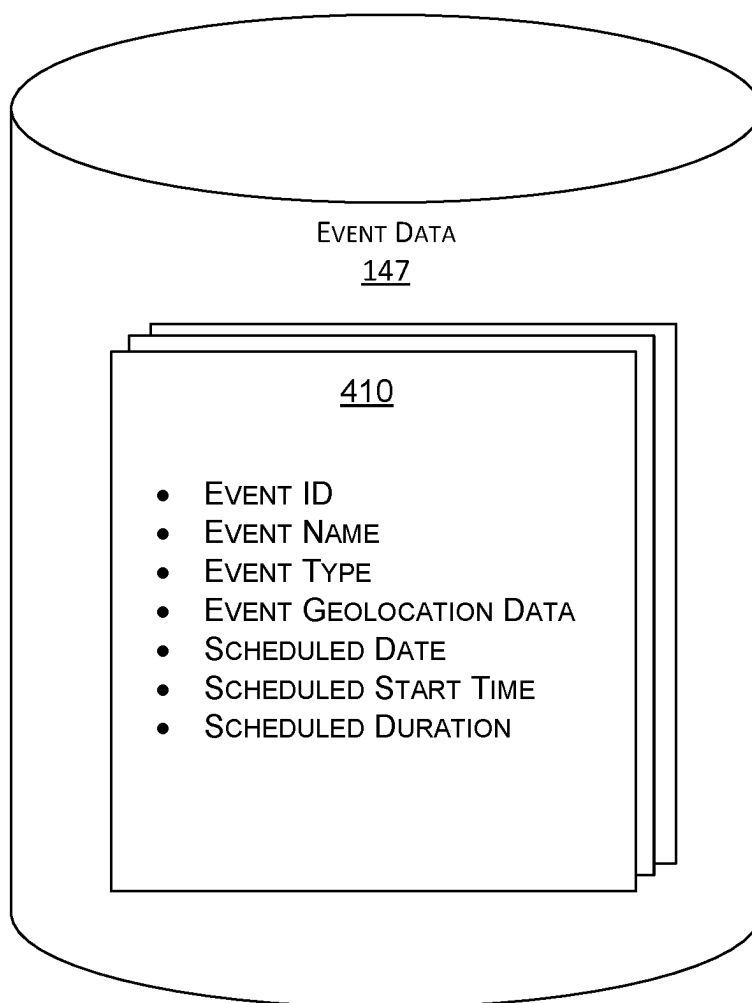 EVENT DATA
147
410
• EVENT ID
• EVENT NAME
• EVENT TYPE
• EVENT GEOLOCATION DATA
• SCHEDULED DATE
• SCHEDULED START TIME
• SCHEDULED DURATION